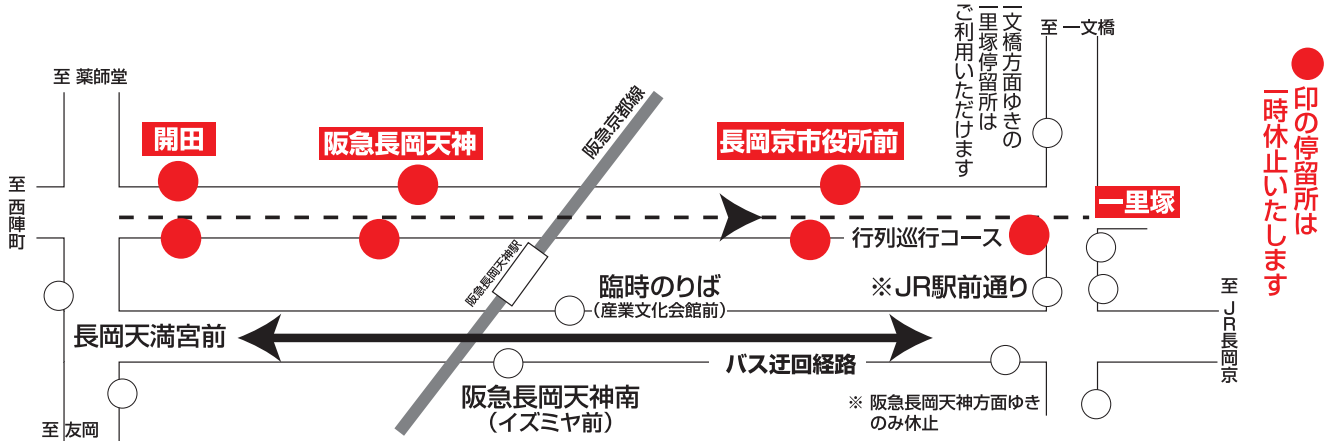 至 薬師堂
開田
阪急長岡天神
阪急京都線
長岡京市役所前
一文橋方面ゆきの
一里塚停留所は
ご利用いただけます
至 一文橋
●印の停留所は
一時休止いたします
至 西陣町
一里塚
行列巡行コース
阪急長岡天神駅
臨時のりば
(産業文化会館前)
※JR駅前通り
至 JR長岡京
長岡天満宮前
バス迂回経路
阪急長岡天神南
(イズミヤ前)
※ 阪急長岡天神方面ゆき
のみ休止
至 友岡